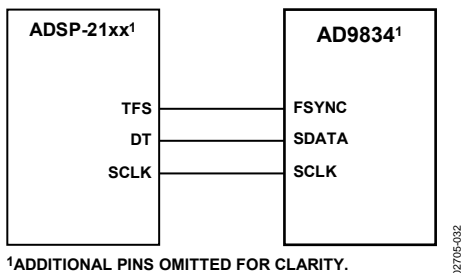 ADSP-21xx¹
AD9834¹
TFS
FSYNC
DT
SDATA
SCLK
SCLK
¹ADDITIONAL PINS OMITTED FOR CLARITY.
02705-032